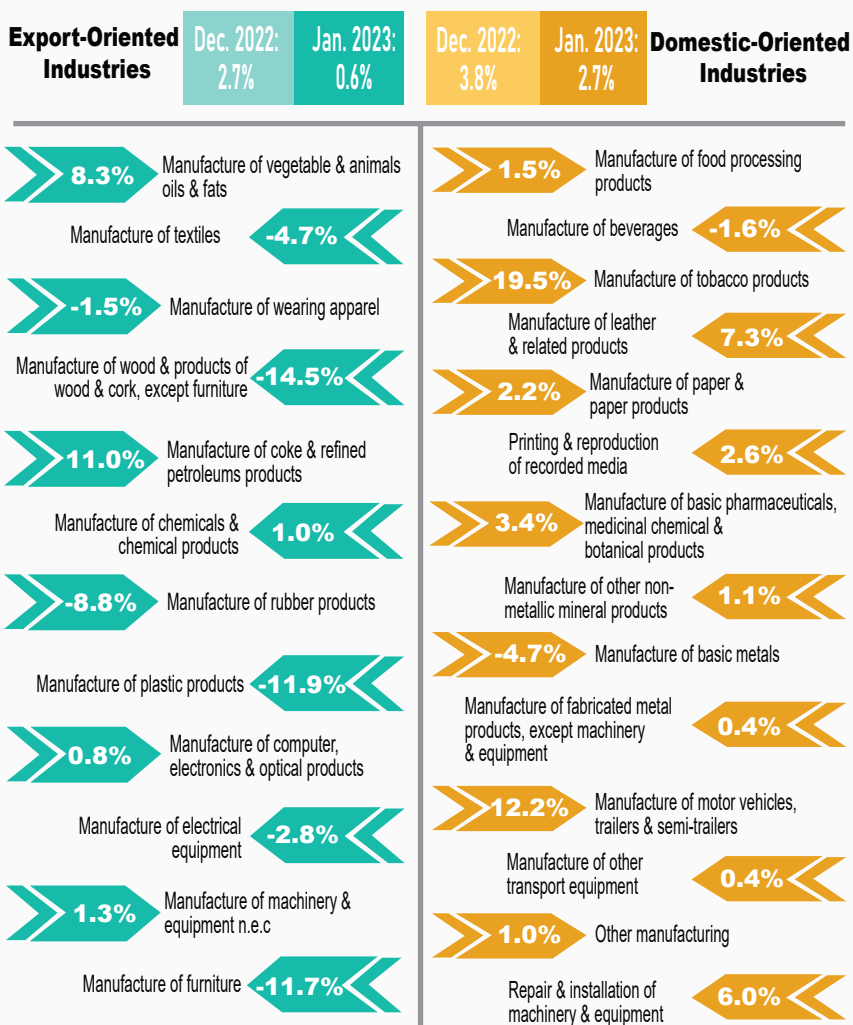 Export-Oriented
Industries
Dec. 2022:
2.7%
Jan. 2023:
0.6%
Dec. 2022:
3.8%
Jan. 2023:
2.7%
Domestic-Oriented
Industries
8.3%
Manufacture of vegetable & animals
oils & fats
Manufacture of textiles
-4.7%
-1.5%
Manufacture of wearing apparel
Manufacture of wood & products of
wood & cork, except furniture
-14.5%
11.0%
Manufacture of coke & refined
petroleums products
Manufacture of chemicals &
chemical products
1.0%
-8.8%
Manufacture of rubber products
Manufacture of plastic products
-11.9%
0.8%
Manufacture of computer,
electronics & optical products
Manufacture of electrical
equipment
-2.8%
1.3%
Manufacture of machinery &
equipment n.e.c
Manufacture of furniture
-11.7%
1.5%
Manufacture of food processing
products
Manufacture of beverages
-1.6%
19.5%
Manufacture of tobacco products
Manufacture of leather
& related products
7.3%
2.2%
Manufacture of paper &
paper products
Printing & reproduction
of recorded media
2.6%
3.4%
Manufacture of basic pharmaceuticals,
medicinal chemical &
botanical products
Manufacture of other non-
metallic mineral products
1.1%
-4.7%
Manufacture of basic metals
Manufacture of fabricated metal
products, except machinery
& equipment
0.4%
12.2%
Manufacture of motor vehicles,
trailers & semi-trailers
Manufacture of other
transport equipment
0.4%
1.0%
Other manufacturing
Repair & installation of
machinery & equipment
6.0%